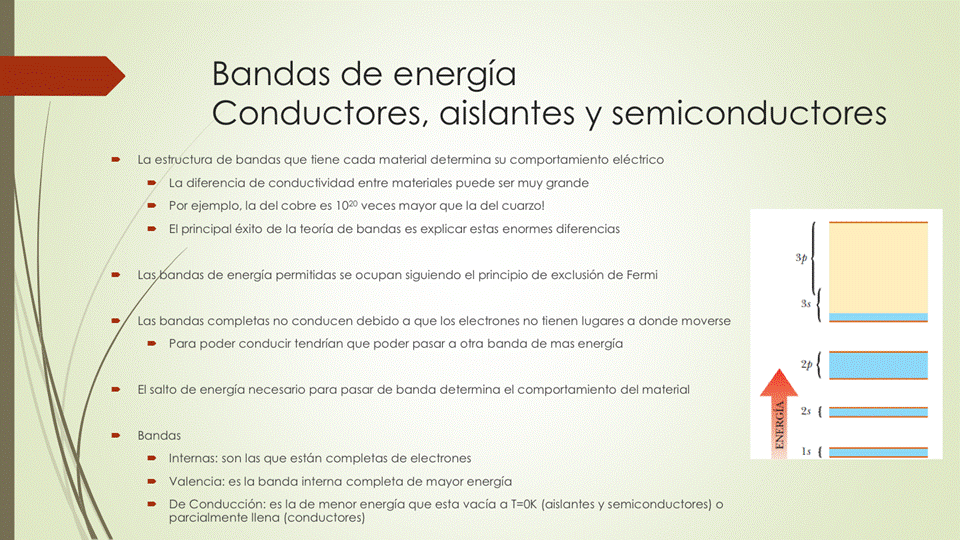 Bandas de energía
Conductores, aislantes y semiconductores
La estructura de bandas que tiene cada material determina su comportamiento eléctrico
La diferencia de conductividad entre materiales puede ser muy grande
Por ejemplo, la del cobre es 10²⁰ veces mayor que la del cuarzo!
El principal éxito de la teoría de bandas es explicar estas enormes diferencias
Las bandas de energía permitidas se ocupan siguiendo el principio de exclusión de Fermi
Las bandas completas no conducen debido a que los electrones no tienen lugares a donde moverse
Para poder conducir tendrían que poder pasar a otra banda de mas energía
El salto de energía necesario para pasar de banda determina el comportamiento del material
Bandas
Internas: son las que están completas de electrones
Valencia: es la banda interna completa de mayor energía
De Conducción: es la de menor energía que esta vacía a T=0K (aislantes y semiconductores) o
parcialmente llena (conductores)
3p
3s
2p
2s
1s
ENERGÍA